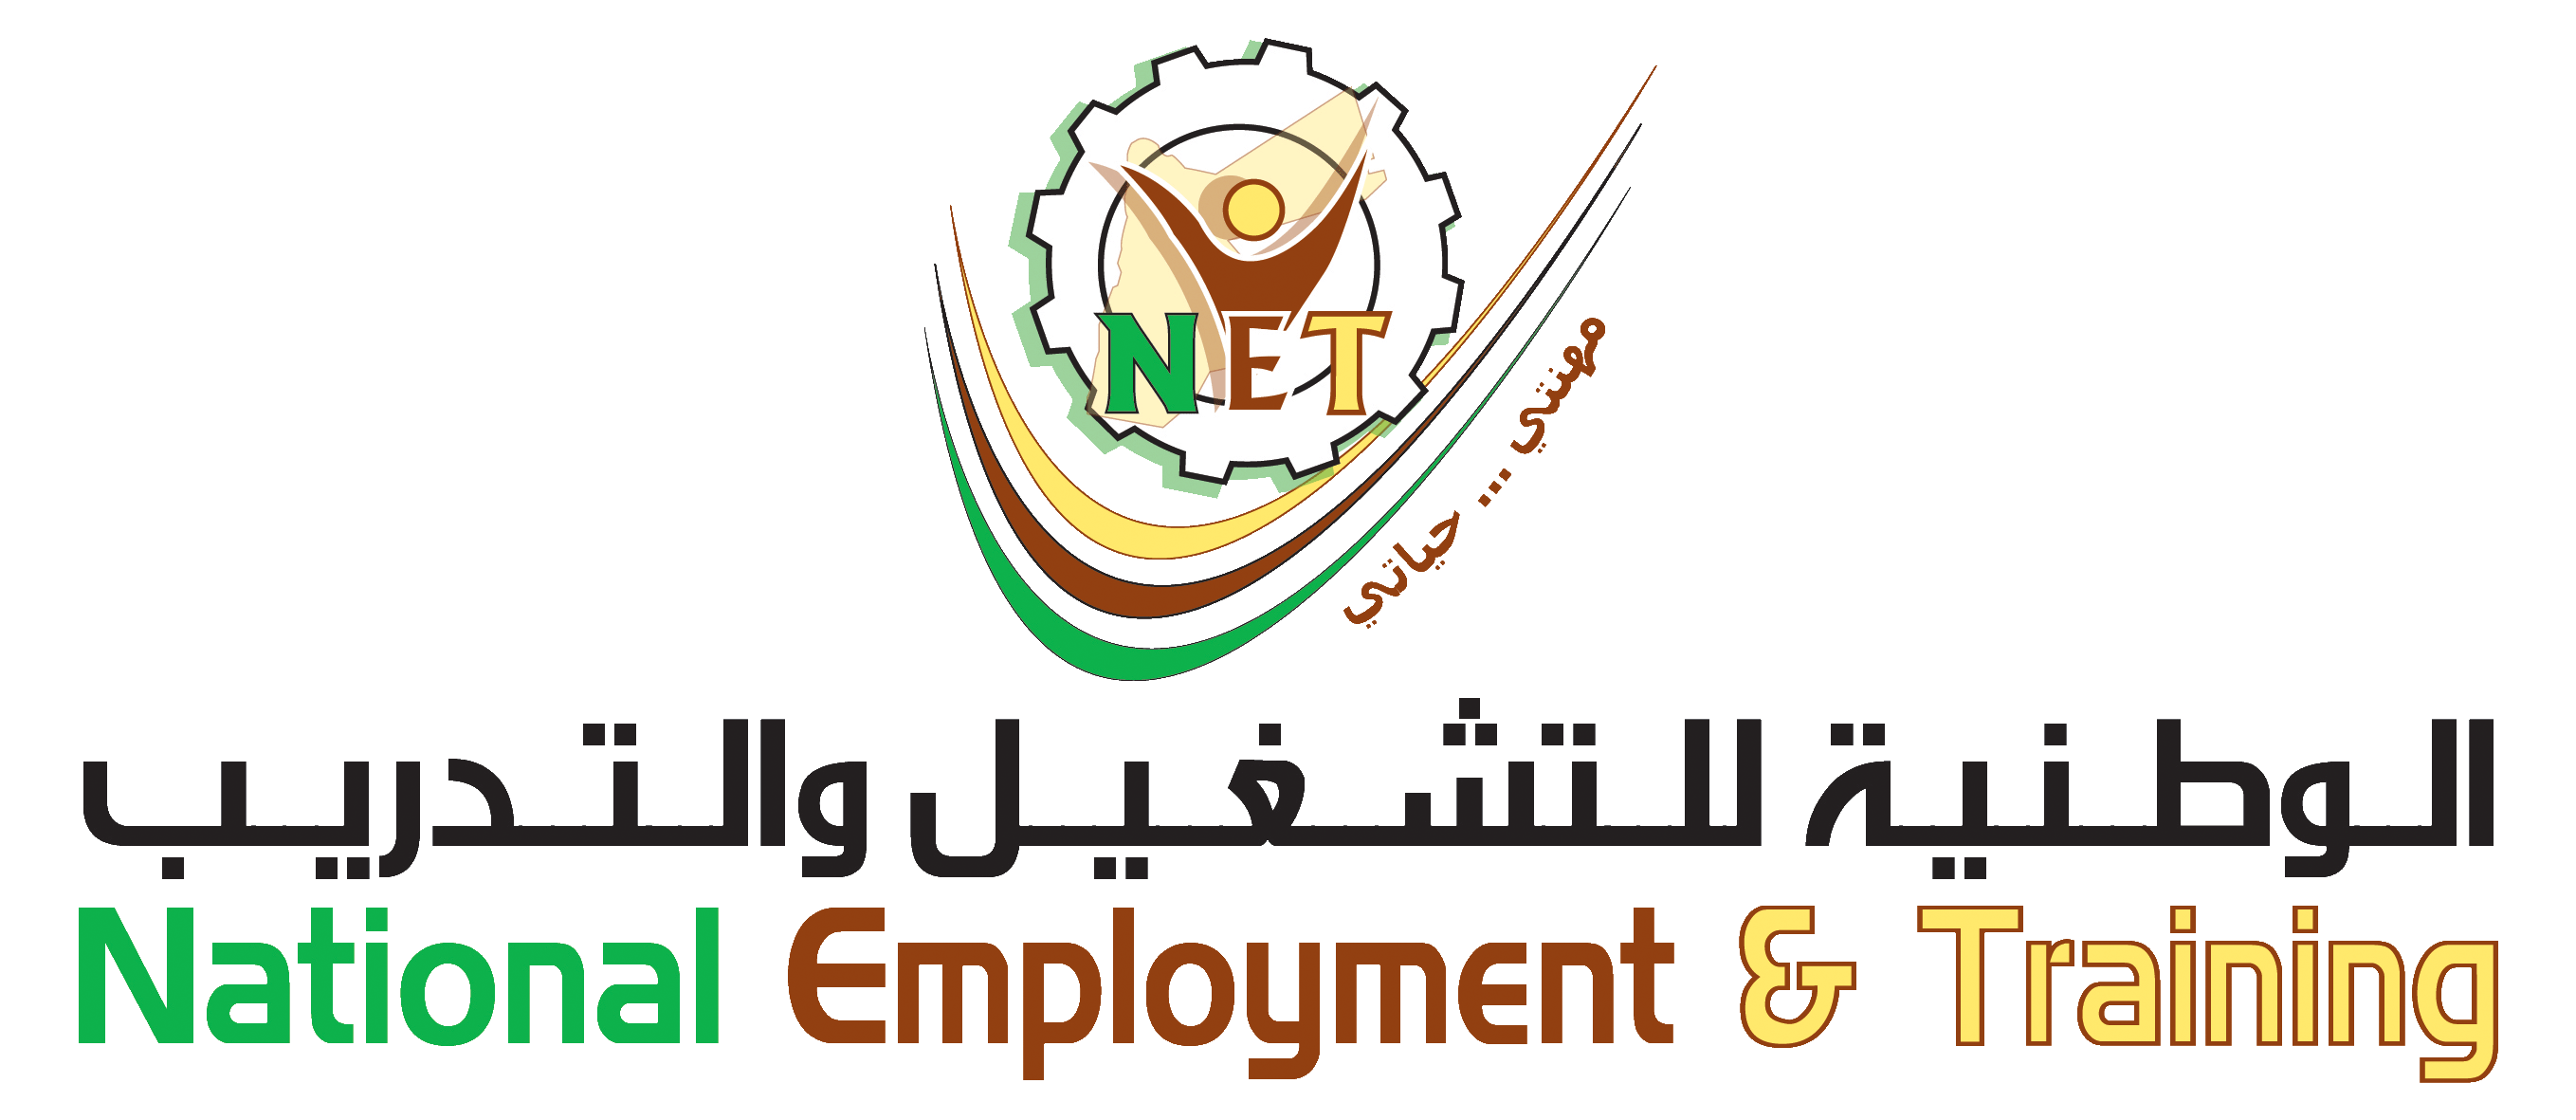 NET
مهنتي ... حياتي
الوطنية للتشغيل والتدريب
National Employment & Training